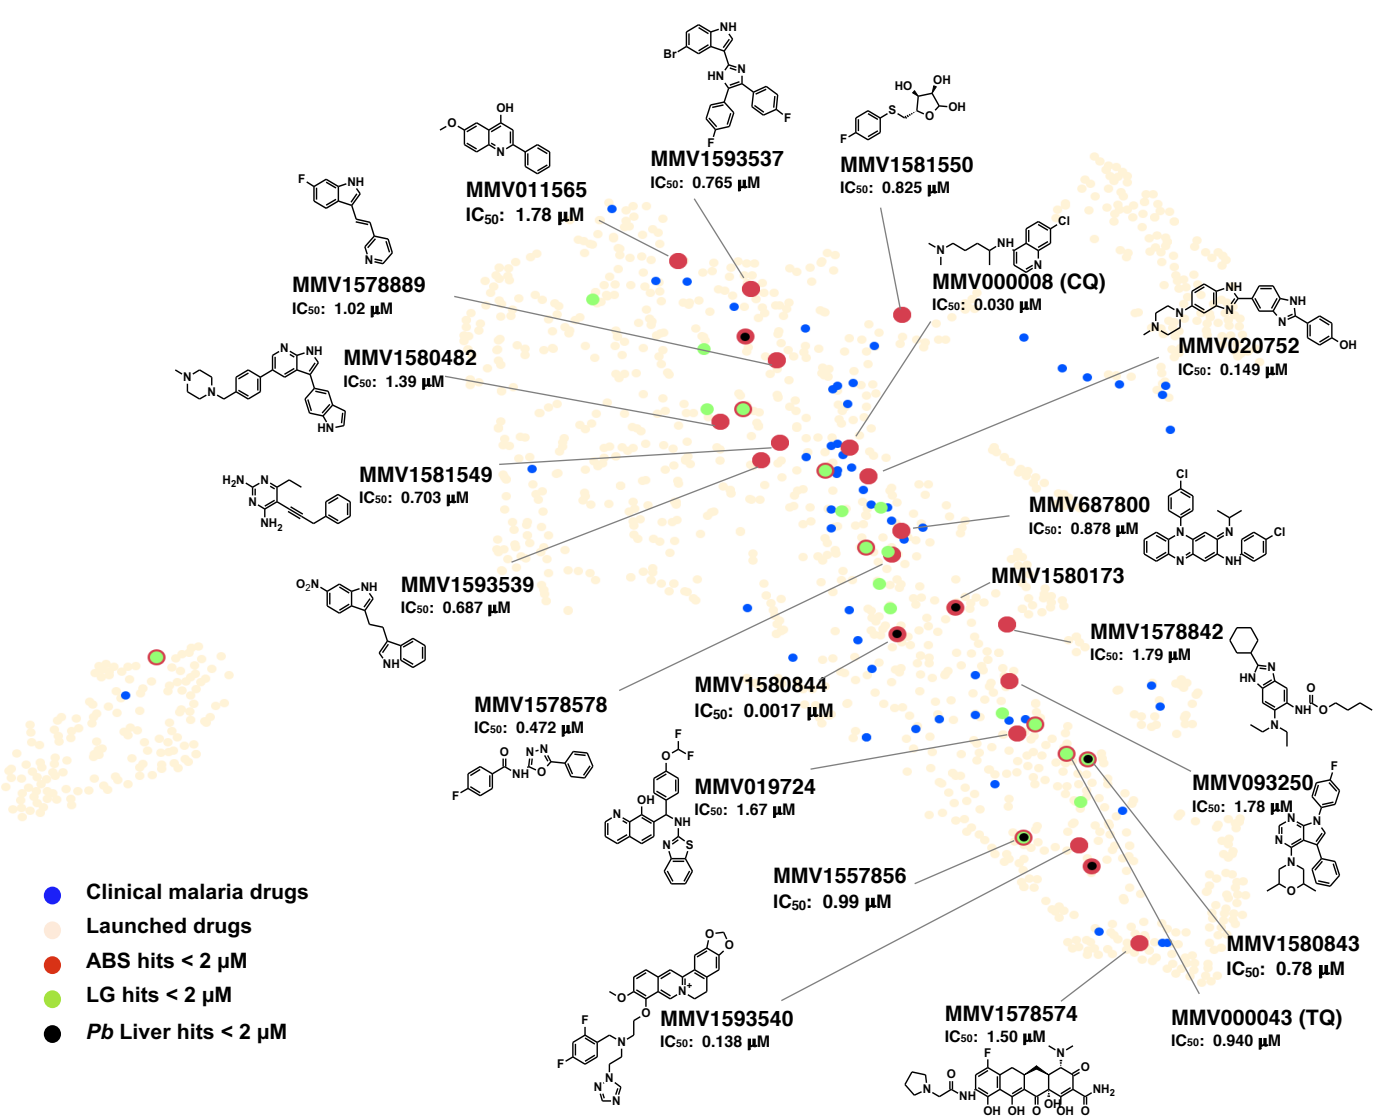 MMV1593537
IC50: 0.765 µM
MMV1581550
IC50: 0.825 µM
MMV011565
IC50: 1.78 µM
MMV1578889
IC50: 1.02 µM
MMV000008 (CQ)
IC50: 0.030 µM
MMV020752
IC50: 0.149 µM
MMV1580482
IC50: 1.39 µM
MMV1581549
IC50: 0.703 µM
MMV687800
IC50: 0.878 µM
MMV1593539
IC50: 0.687 µM
MMV1580173
MMV1578842
IC50: 1.79 µM
MMV1580844
IC50: 0.0017 µM
MMV1578578
IC50: 0.472 µM
MMV019724
IC50: 1.67 µM
MMV093250
IC50: 1.78 µM
MMV1557856
IC50: 0.99 µM
MMV1580843
IC50: 0.78 µM
MMV1593540
IC50: 0.138 µM
MMV1578574
IC50: 1.50 µM
MMV000043 (TQ)
IC50: 0.940 µM
Clinical malaria drugs
Launched drugs
ABS hits < 2 µM
LG hits < 2 µM
Pb Liver hits < 2 µM